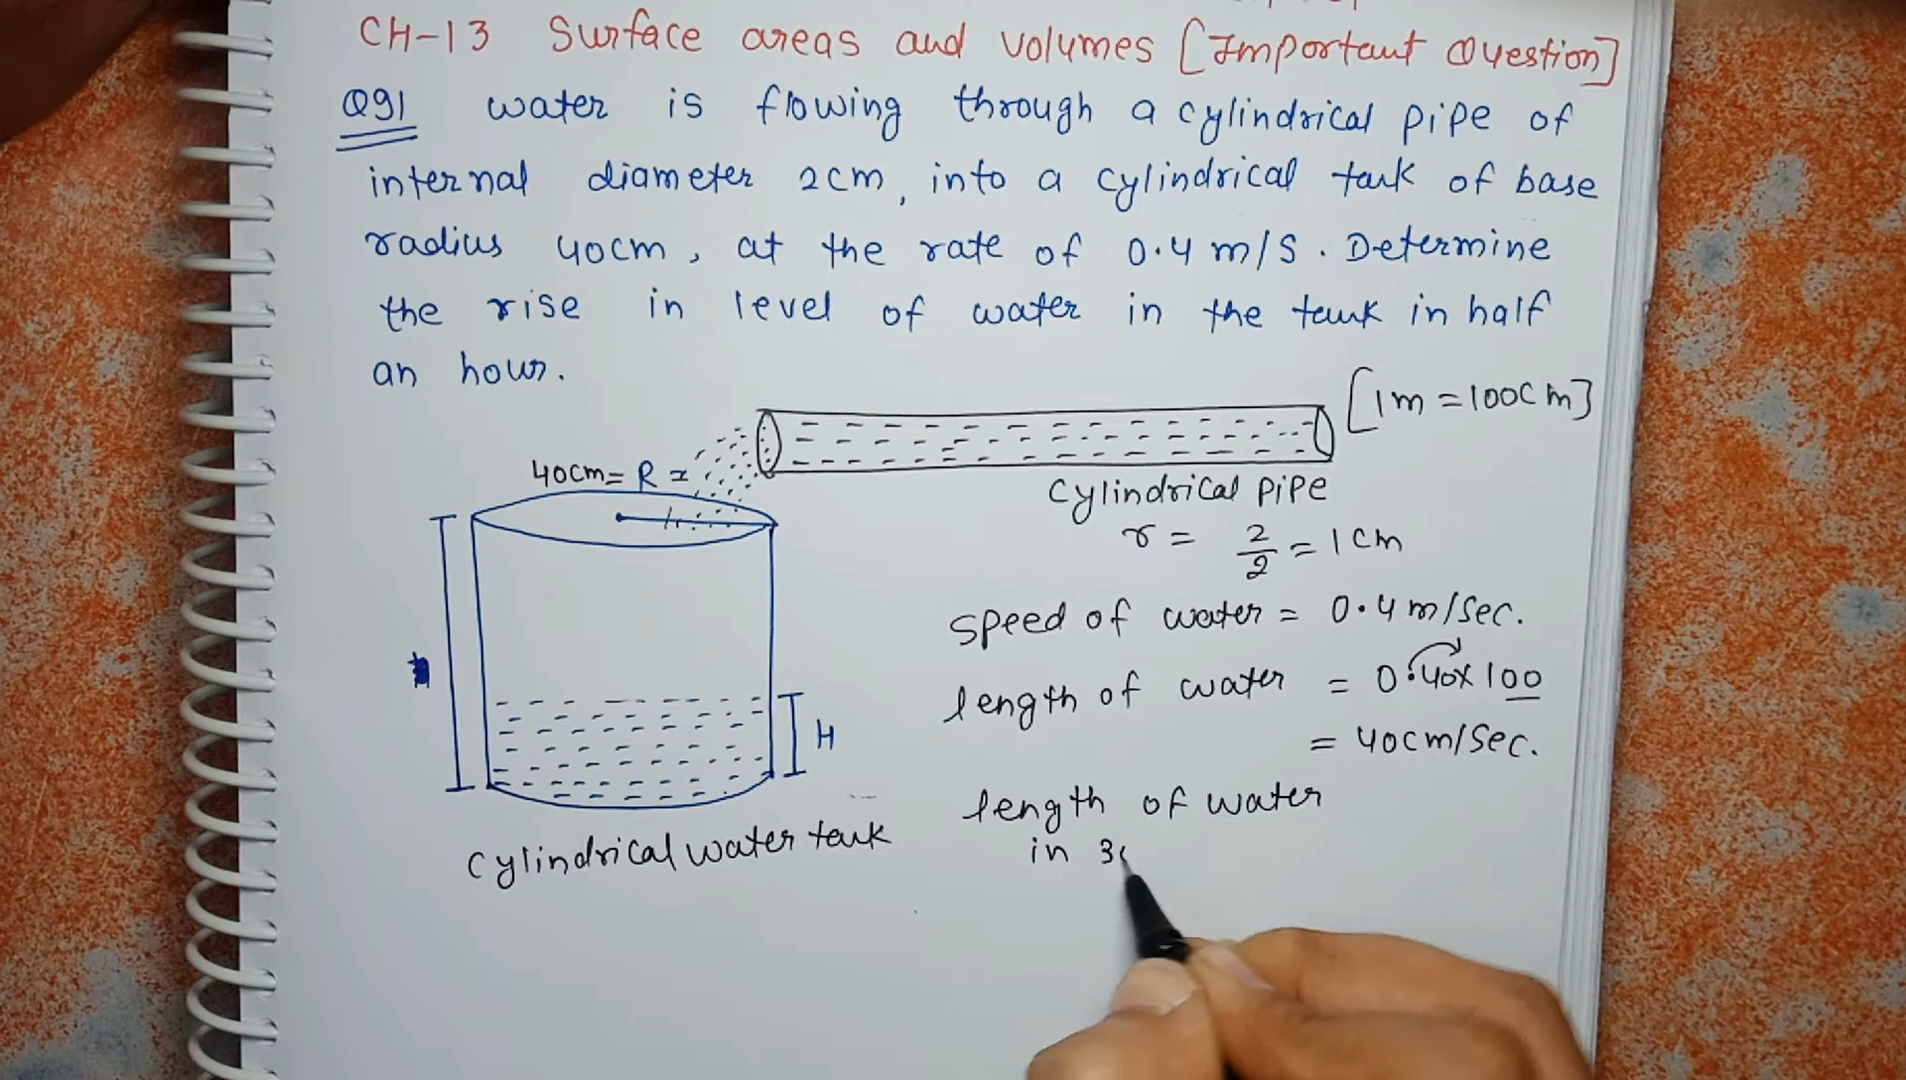 CH-13 Surface areas and volumes [Important Question]
Q91 water is flowing through a cylindrical pipe of
internal diameter 2cm, into a cylindrical tank of base
radius 40cm, at the rate of 0.4 m/s. Determine
the rise in level of water in the tank in half
an hour.
[1m = 100cm]
40cm = R =
Cylindrical pipe
r = 2/2 = 1cm
speed of water = 0.4 m/sec.
length of water = 0.40x100
= 40cm/sec.
H
length of water
in 30
Cylindrical water tank